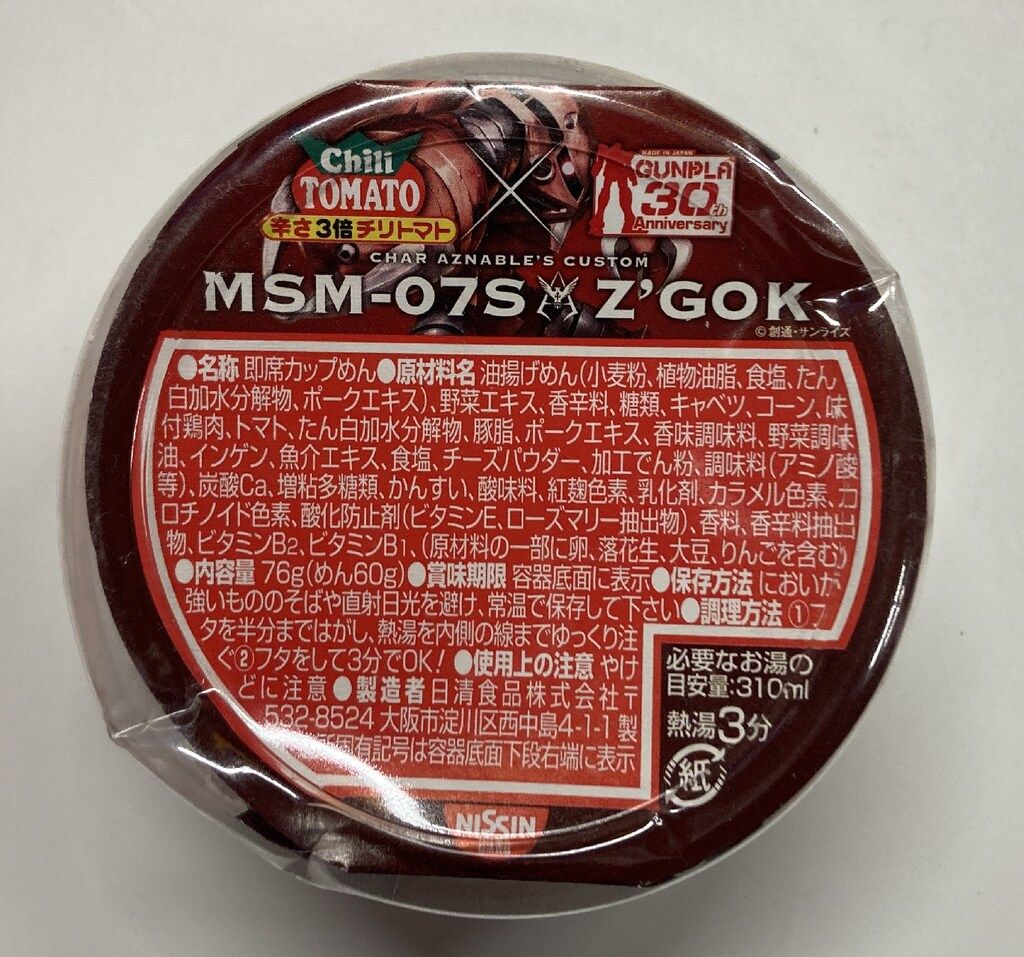 Chili
TOMATO
辛さ3倍チリトマト
×
MADE IN JAPAN
GUNPLA
30th
Anniversary
CHAR AZNABLE'S CUSTOM
MSM-07S Z'GOK
©創通・サンライズ
●名称 即席カップめん●原材料名 油揚げめん(小麦粉、植物油脂、食塩、たん
白加水分解物、ポークエキス)、野菜エキス、香辛料、糖類、キャベツ、コーン、味
付鶏肉、トマト、たん白加水分解物、豚脂、ポークエキス、香味調味料、野菜調味
油、インゲン、魚介エキス、食塩、チーズパウダー、加工でん粉、調味料(アミノ酸
等)、炭酸Ca、増粘多糖類、かんすい、酸味料、紅麹色素、乳化剤、カラメル色素、カ
ロチノイド色素、酸化防止剤(ビタミンE、ローズマリー抽出物)、香料、香辛料抽出
物、ビタミンB2、ビタミンB1、(原材料の一部に卵、落花生、大豆、りんごを含む)
●内容量 76g(めん60g)●賞味期限 容器底面に表示●保存方法 においが
強いもののそばや直射日光を避け、常温で保存して下さい●調理方法 ①フ
タを半分まではがし、熱湯を内側の線までゆっくり注
ぐ②フタをして3分でOK!●使用上の注意 やけ
どに注意●製造者 日清食品株式会社 〒
532-8524 大阪市淀川区西中島4-1-1 製
所固有記号は容器底面下段右端に表示
必要なお湯の
目安量:310ml
熱湯3分
紙
NISSIN